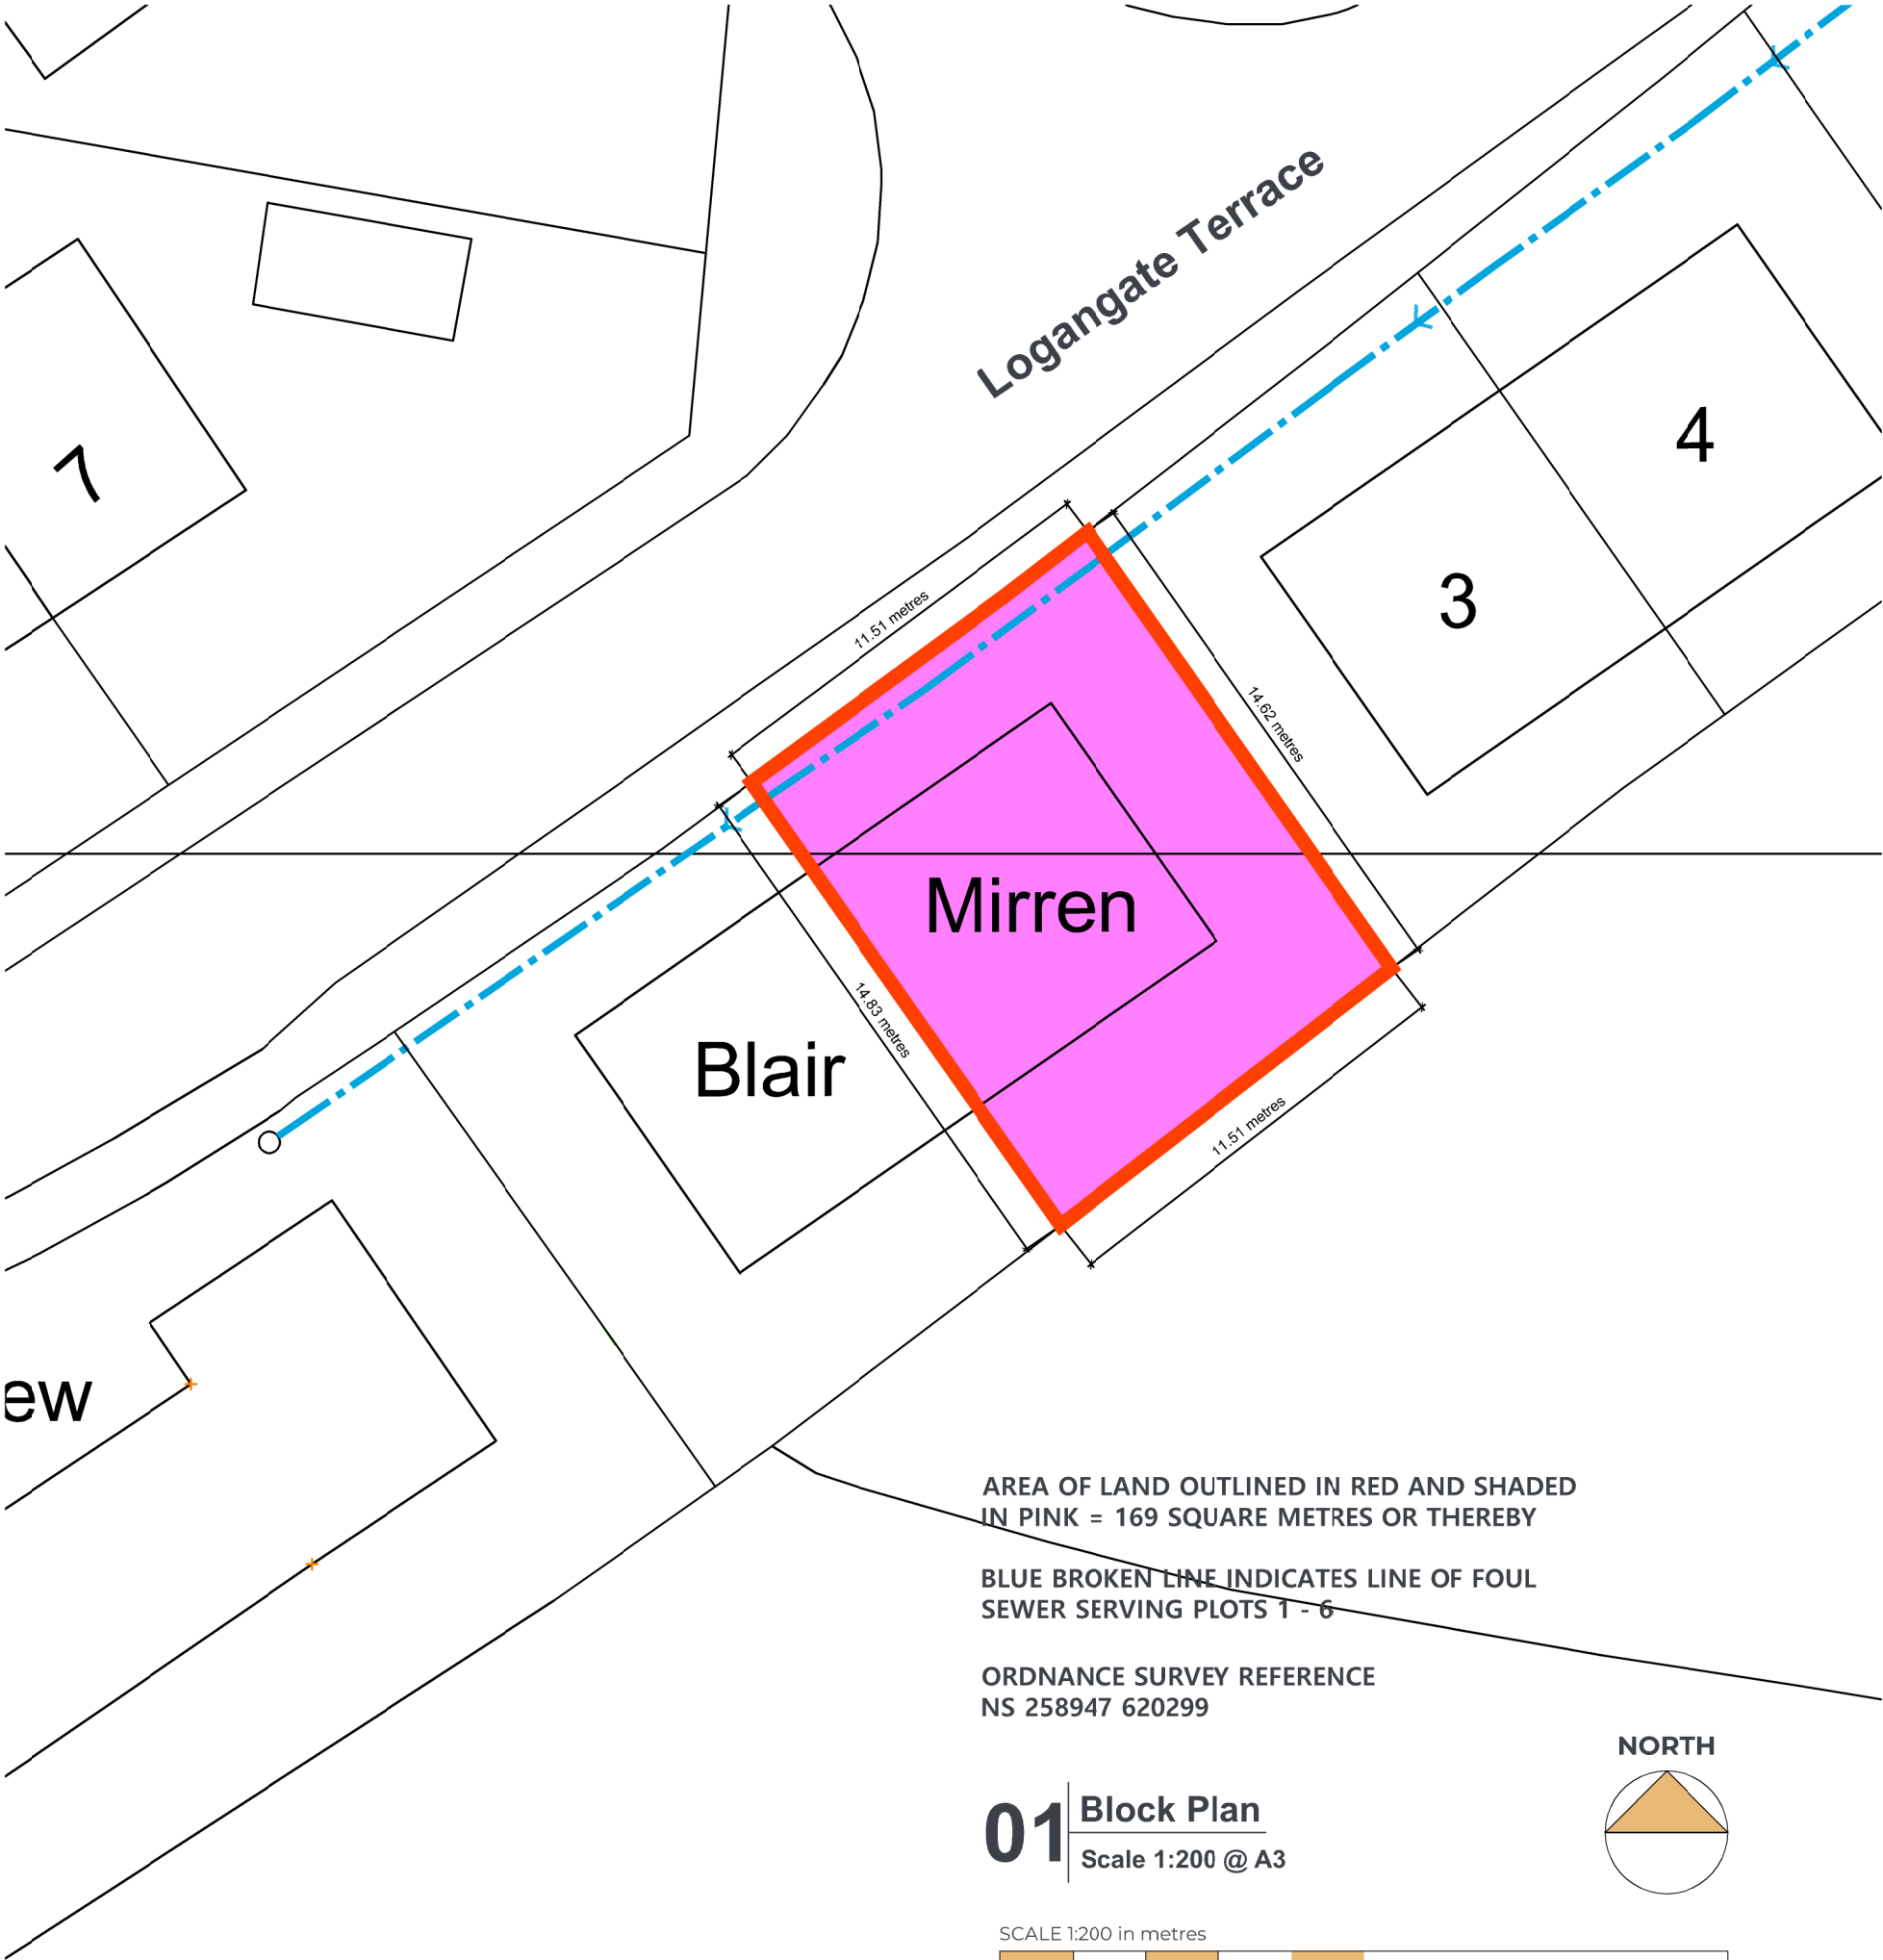 Logangate Terrace
7
4
3
11.51 metres
14.62 metres
Mirren
14.83 metres
Blair
11.51 metres
ew
AREA OF LAND OUTLINED IN RED AND SHADED
IN PINK = 169 SQUARE METRES OR THEREBY
BLUE BROKEN LINE INDICATES LINE OF FOUL
SEWER SERVING PLOTS 1 - 6
ORDNANCE SURVEY REFERENCE
NS 258947 620299
NORTH
01 Block Plan
Scale 1:200 @ A3
SCALE 1:200 in metres